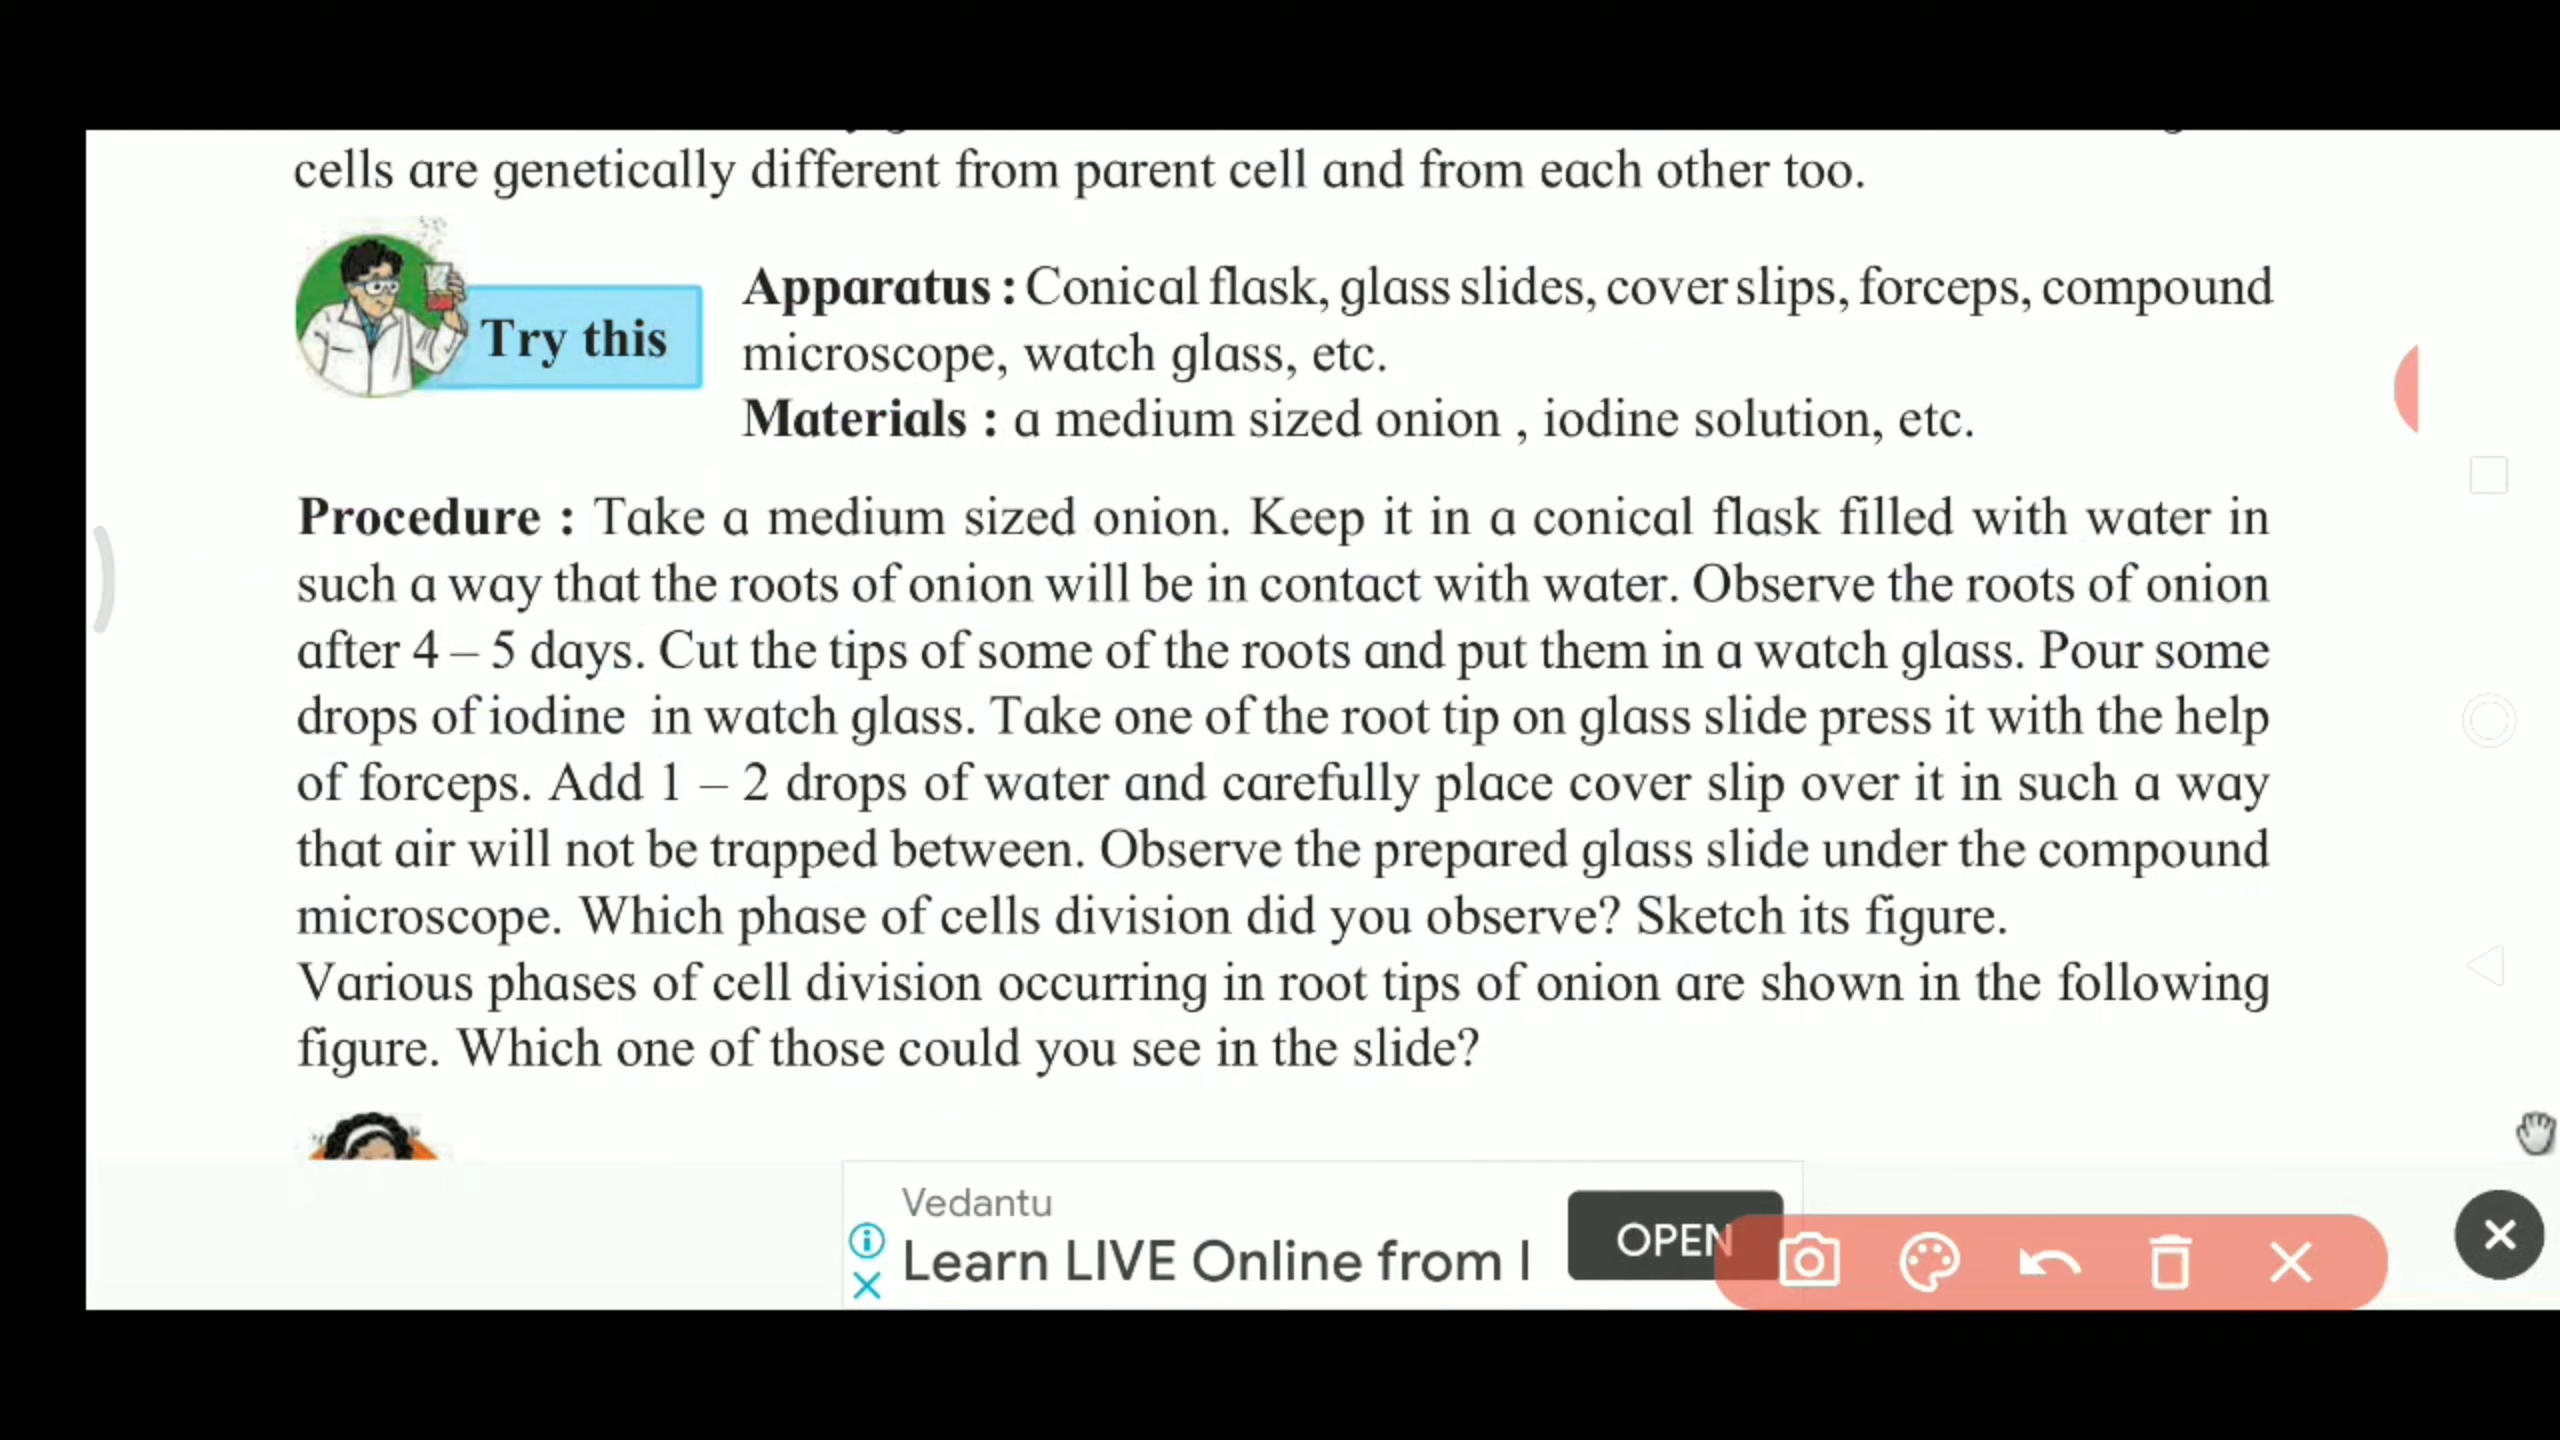 cells are genetically different from parent cell and from each other too.
Try this
Apparatus : Conical flask, glass slides, cover slips, forceps, compound
microscope, watch glass, etc.
Materials : a medium sized onion , iodine solution, etc.
Procedure : Take a medium sized onion. Keep it in a conical flask filled with water in
such a way that the roots of onion will be in contact with water. Observe the roots of onion
after 4 – 5 days. Cut the tips of some of the roots and put them in a watch glass. Pour some
drops of iodine in watch glass. Take one of the root tip on glass slide press it with the help
of forceps. Add 1 – 2 drops of water and carefully place cover slip over it in such a way
that air will not be trapped between. Observe the prepared glass slide under the compound
microscope. Which phase of cells division did you observe? Sketch its figure.
Various phases of cell division occurring in root tips of onion are shown in the following
figure. Which one of those could you see in the slide?
Vedantu
Learn LIVE Online from I
OPEN